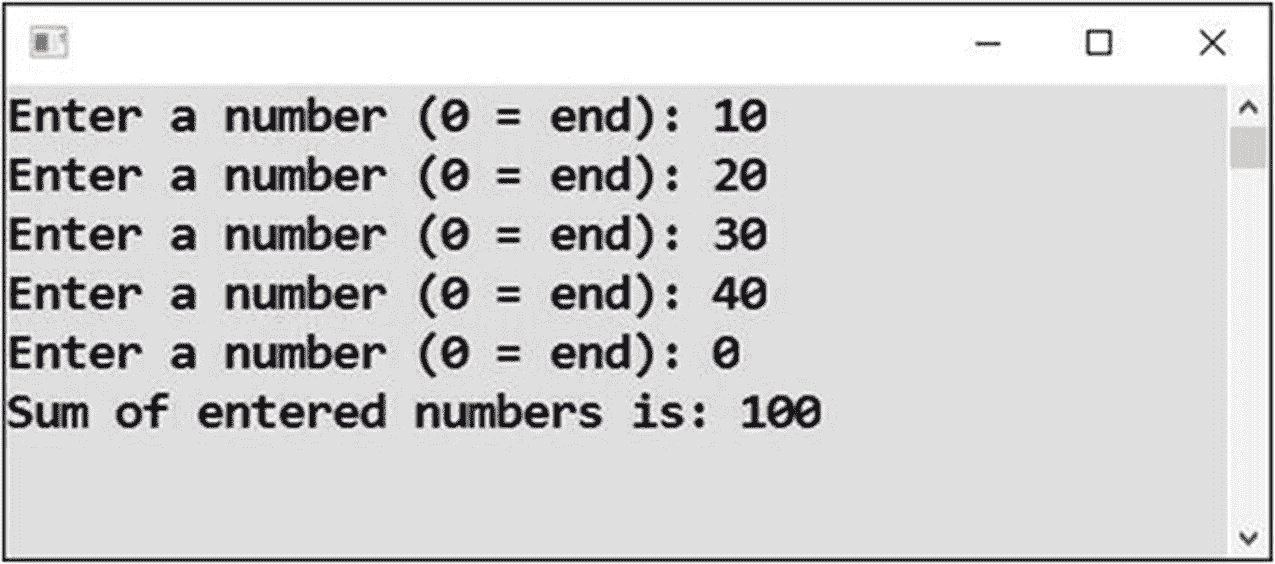 Enter a number (0 = end): 10
Enter a number (0 = end): 20
Enter a number (0 = end): 30
Enter a number (0 = end): 40
Enter a number (0 = end): 0
Sum of entered numbers is: 100